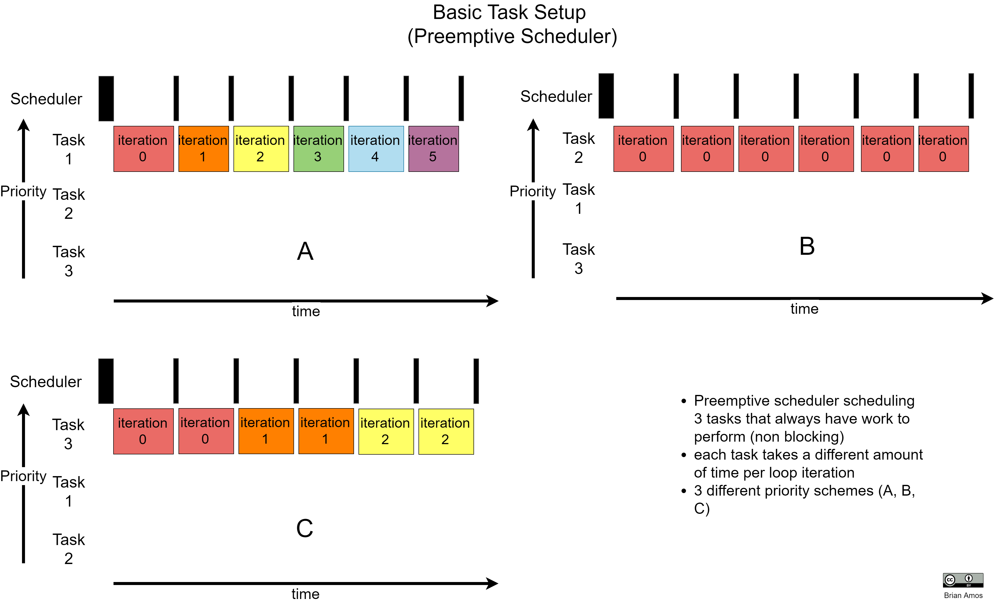 Basic Task Setup
(Preemptive Scheduler)
Scheduler
Priority
Task
1
iteration
0
iteration
1
iteration
2
iteration
3
iteration
4
iteration
5
Task
2
Task
3
A
time
Scheduler
Priority
Task
2
iteration
0
iteration
0
iteration
0
iteration
0
iteration
0
iteration
0
Task
1
Task
3
B
time
Scheduler
Priority
Task
3
iteration
0
iteration
0
iteration
1
iteration
1
iteration
2
iteration
2
Task
1
Task
2
C
time
• Preemptive scheduler scheduling
3 tasks that always have work to
perform (non blocking)
• each task takes a different amount
of time per loop iteration
• 3 different priority schemes (A, B,
C)
cc
BY
Brian Amos